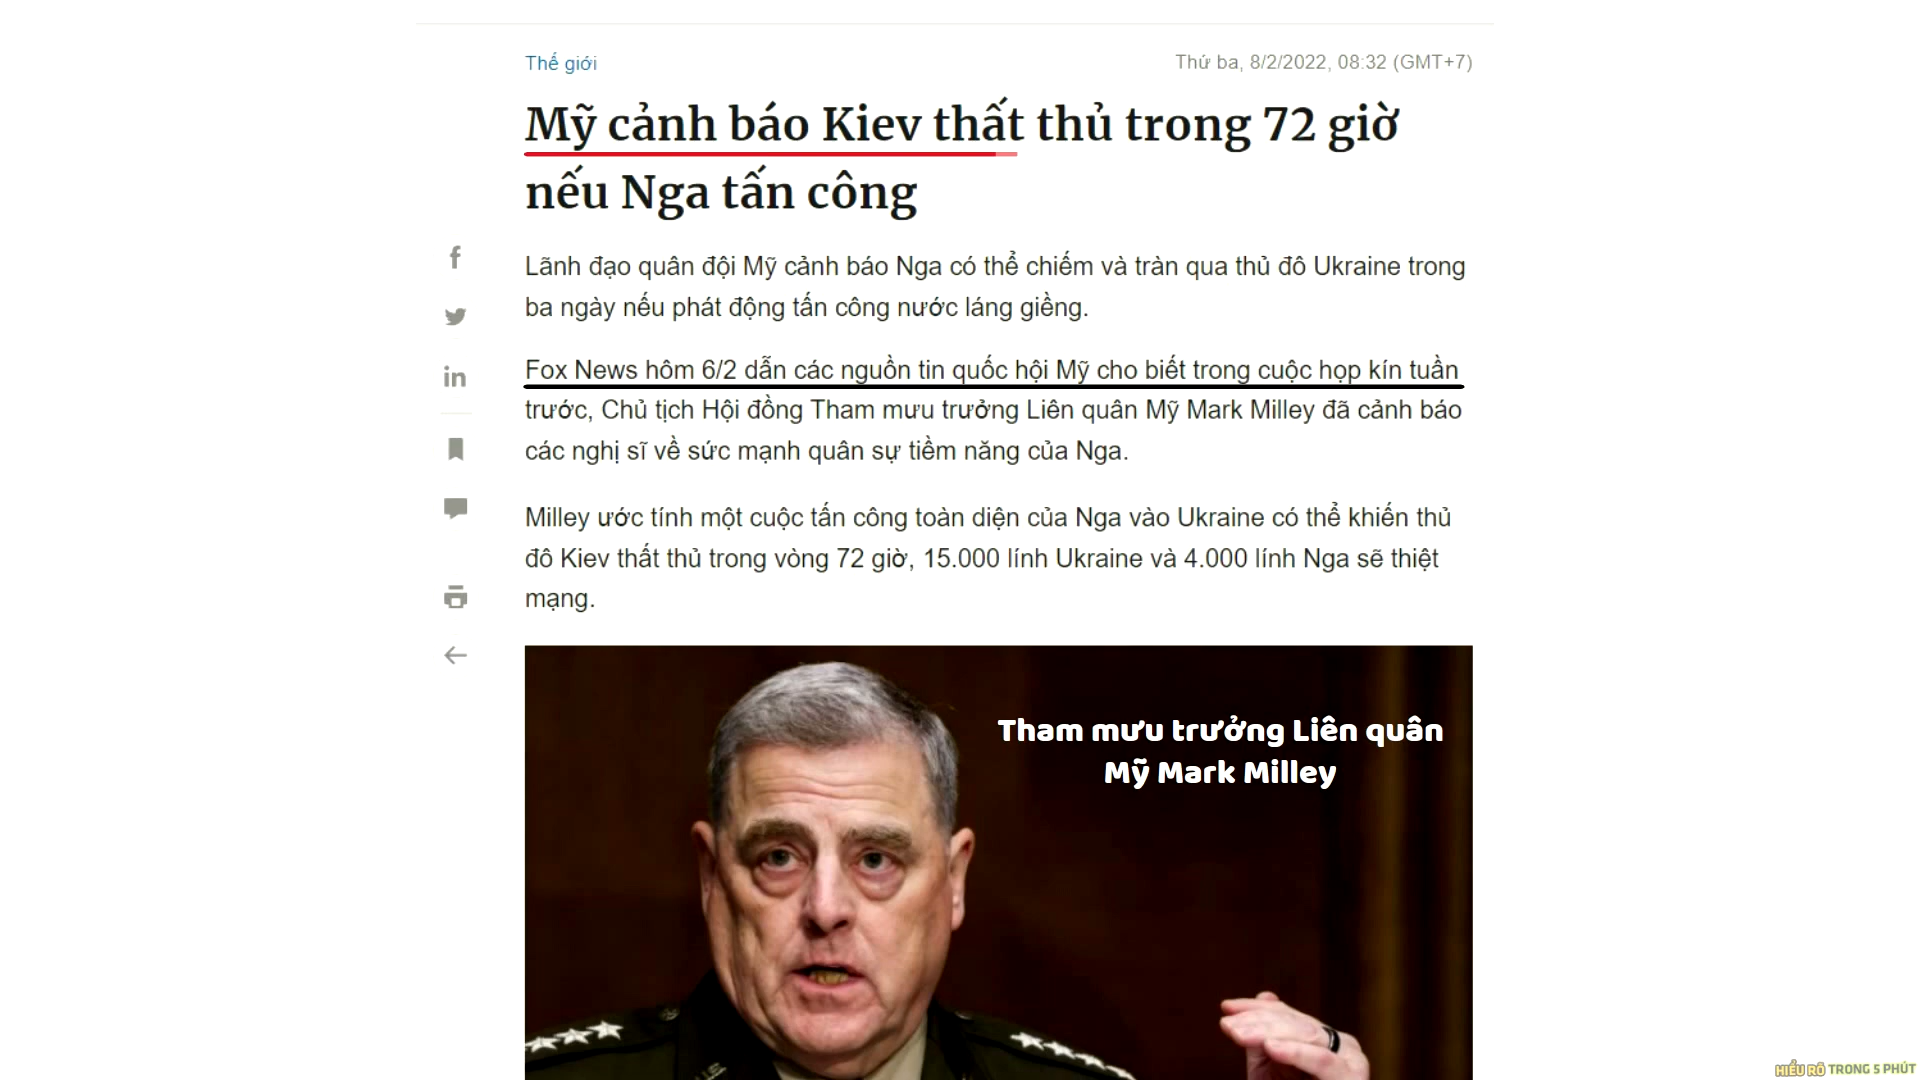 Thế giới
Thứ ba, 8/2/2022, 08:32 (GMT+7)
Mỹ cảnh báo Kiev thất thủ trong 72 giờ
nếu Nga tấn công
Lãnh đạo quân đội Mỹ cảnh báo Nga có thể chiếm và tràn qua thủ đô Ukraine trong
ba ngày nếu phát động tấn công nước láng giềng.
Fox News hôm 6/2 dẫn các nguồn tin quốc hội Mỹ cho biết trong cuộc họp kín tuần
trước, Chủ tịch Hội đồng Tham mưu trưởng Liên quân Mỹ Mark Milley đã cảnh báo
các nghị sĩ về sức mạnh quân sự tiềm năng của Nga.
Milley ước tính một cuộc tấn công toàn diện của Nga vào Ukraine có thể khiến thủ
đô Kiev thất thủ trong vòng 72 giờ, 15.000 lính Ukraine và 4.000 lính Nga sẽ thiệt
mạng.
Tham mưu trưởng Liên quân
Mỹ Mark Milley
HIỂU RÕ TRONG 5 PHÚT